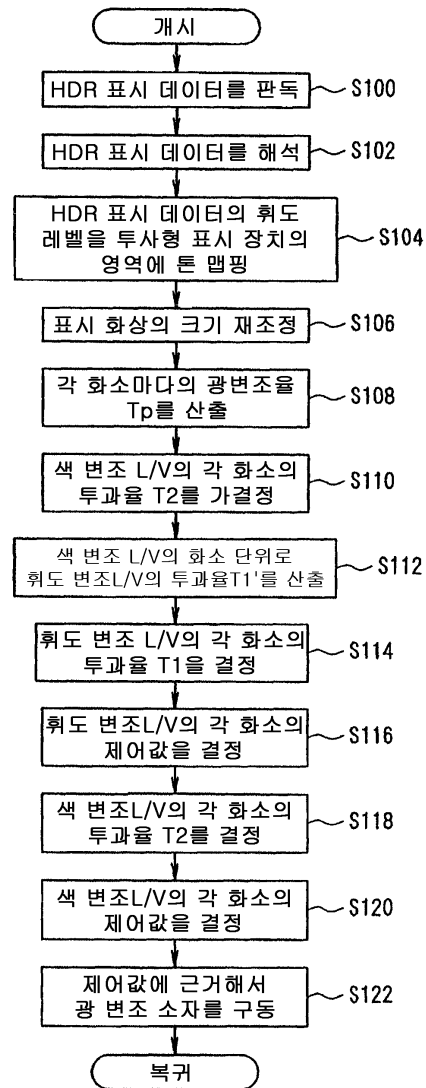 개시
HDR 표시 데이터를 판독
S100
HDR 표시 데이터를 해석
S102
HDR 표시 데이터의 휘도
레벨을 투사형 표시 장치의
영역에 톤 맵핑
S104
표시 화상의 크기 재조정
S106
각 화소마다의 광변조율
Tp를 산출
S108
색 변조 L/V의 각 화소의
투과율 T2를 가결정
S110
색 변조 L/V의 화소 단위로
휘도 변조L/V의 투과율T1'를 산출
S112
휘도 변조 L/V의 각 화소의
투과율 T1을 결정
S114
휘도 변조L/V의 각 화소의
제어값을 결정
S116
색 변조L/V의 각 화소의
투과율 T2를 결정
S118
색 변조L/V의 각 화소의
제어값을 결정
S120
제어값에 근거해서
광 변조 소자를 구동
S122
복귀